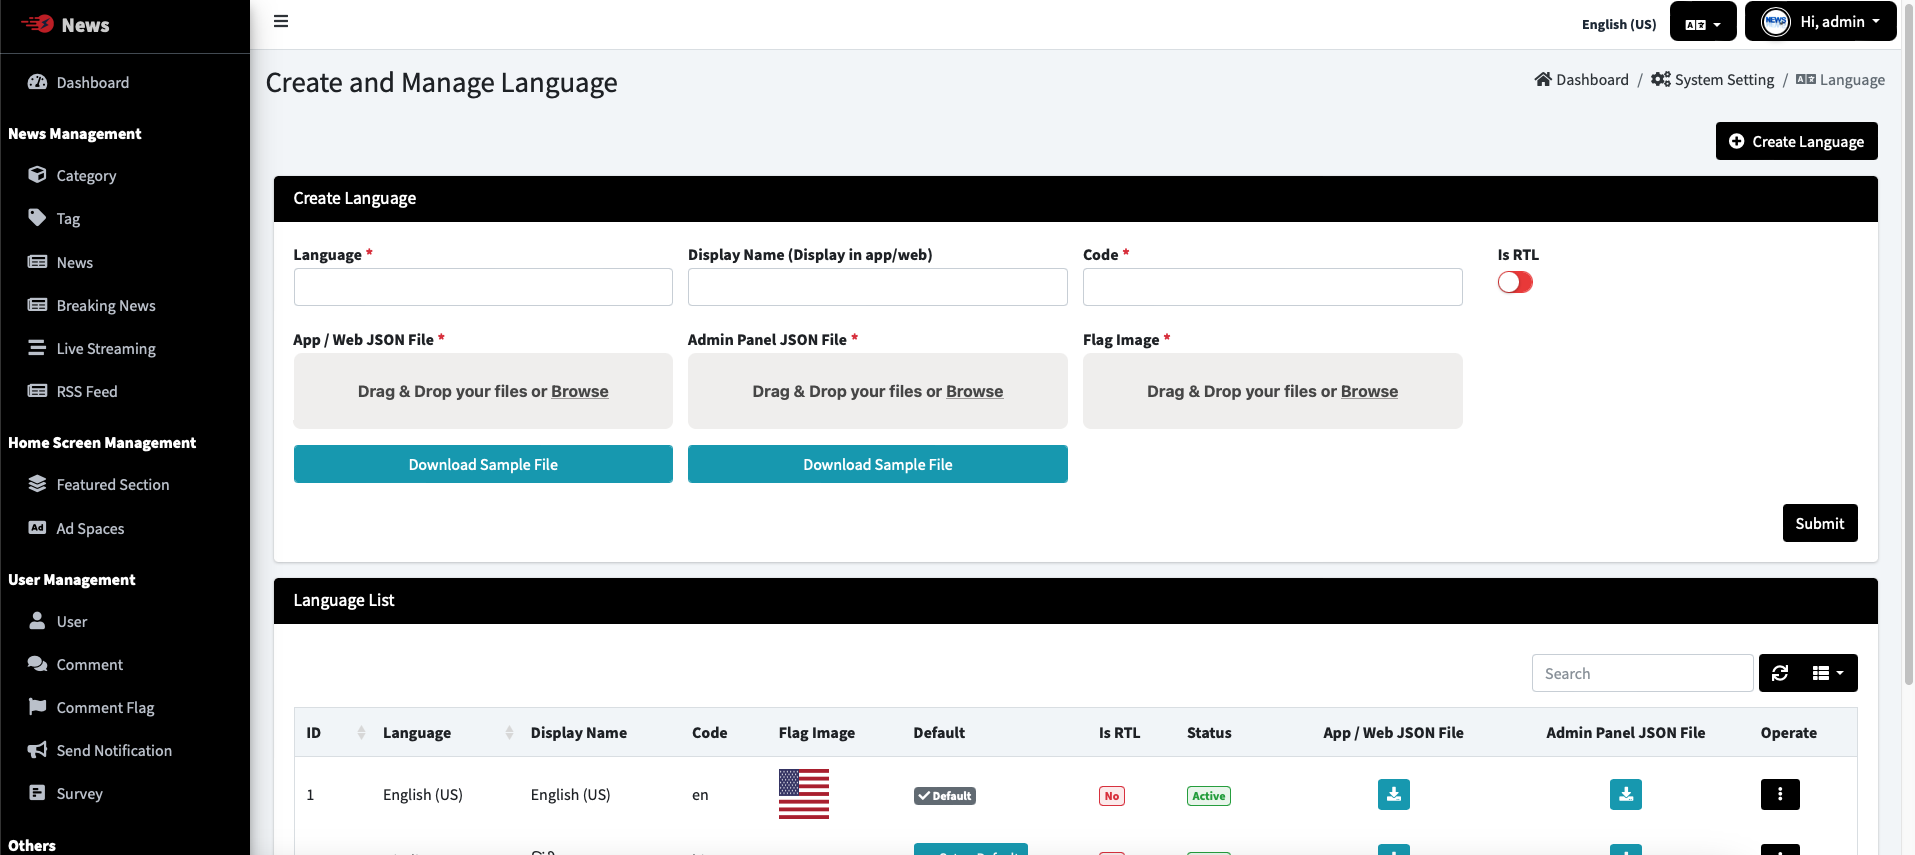 News
English (US)
Hi, admin
Dashboard
News Management
Category
Tag
News
Breaking News
Live Streaming
RSS Feed
Home Screen Management
Featured Section
Ad Spaces
User Management
User
Comment
Comment Flag
Send Notification
Survey
Others
Create and Manage Language
Dashboard / System Setting / Language
Create Language
Create Language
Language *
Display Name (Display in app/web)
Code *
Is RTL
App / Web JSON File *
Admin Panel JSON File *
Flag Image *
Drag & Drop your files or Browse
Drag & Drop your files or Browse
Drag & Drop your files or Browse
Download Sample File
Download Sample File
Submit
Language List
Search
ID Language Display Name Code Flag Image Default Is RTL Status App / Web JSON File Admin Panel JSON File Operate
1 English (US) English (US) en Default No Active